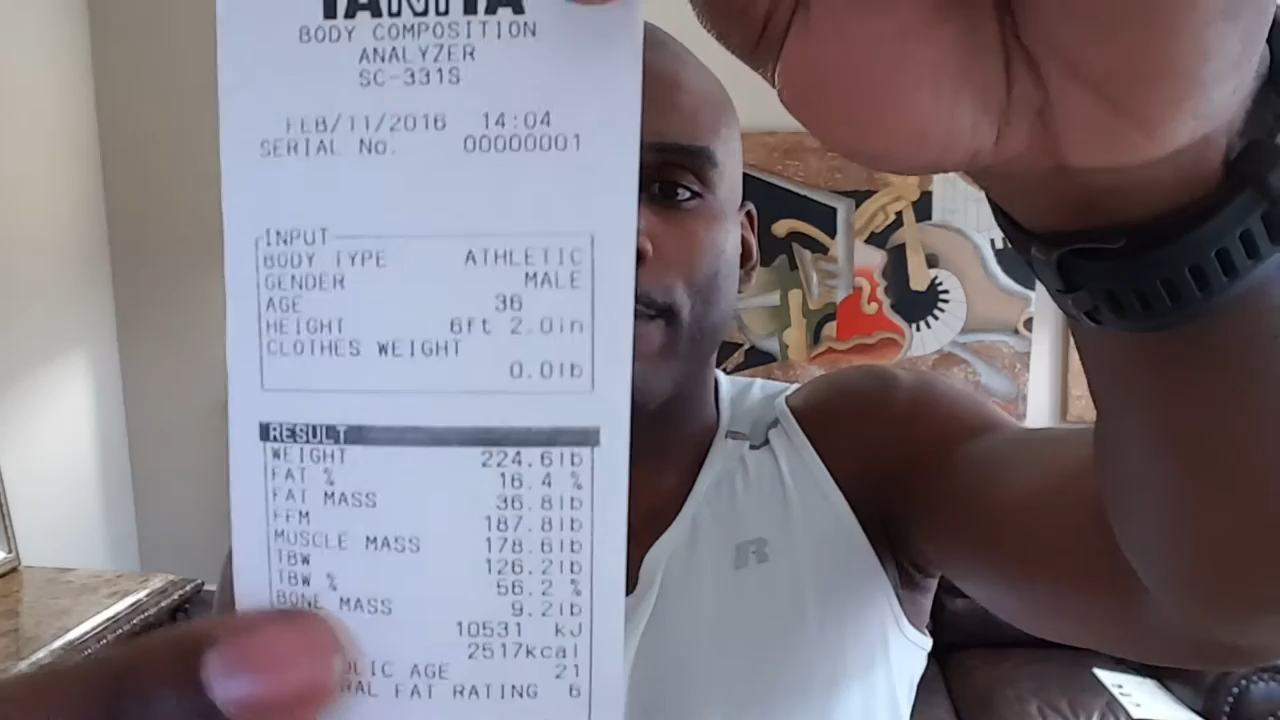 TANITA
BODY COMPOSITION
ANALYZER
SC-331S
FEB/11/2016 14:04
SERIAL No. 00000001
INPUT
BODY TYPE ATHLETIC
GENDER MALE
AGE 36
HEIGHT 6ft 2.0in
CLOTHES WEIGHT
0.0lb
RESULT
WEIGHT 224.6lb
FAT % 16.4 %
FAT MASS 36.8lb
FFM 187.8lb
MUSCLE MASS 178.6lb
TBW 126.2lb
TBW % 56.2 %
BONE MASS 9.2lb
10531 kJ
2517kcal
OLIC AGE 21
RAL FAT RATING 6
R